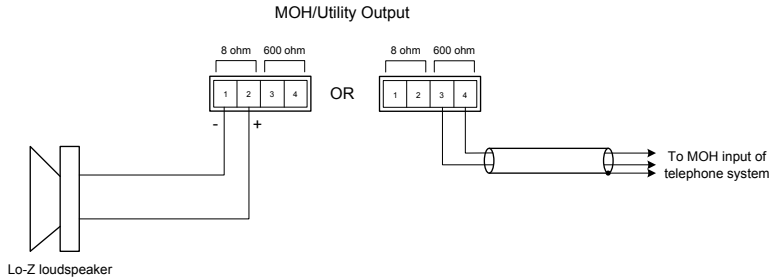 MOH/Utility Output
8 ohm 600 ohm
1 2 3 4
- +
OR
8 ohm 600 ohm
1 2 3 4
To MOH input of
telephone system
Lo-Z loudspeaker